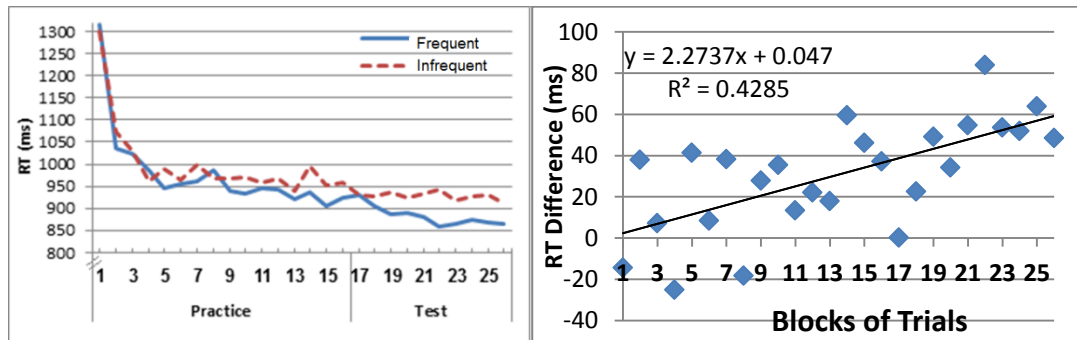 1300
1250
1200
1150
1100
1050
1000
950
900
850
800
RT (ms)
Frequent
Infrequent
1 3 5 7 9 11 13 15 17 19 21 23 25
Practice Test
100
80
60
40
20
0
-20
-40
RT Difference (ms)
y = 2.2737x + 0.047
R² = 0.4285
1 3 5 7 9 11 13 15 17 19 21 23 25
Blocks of Trials